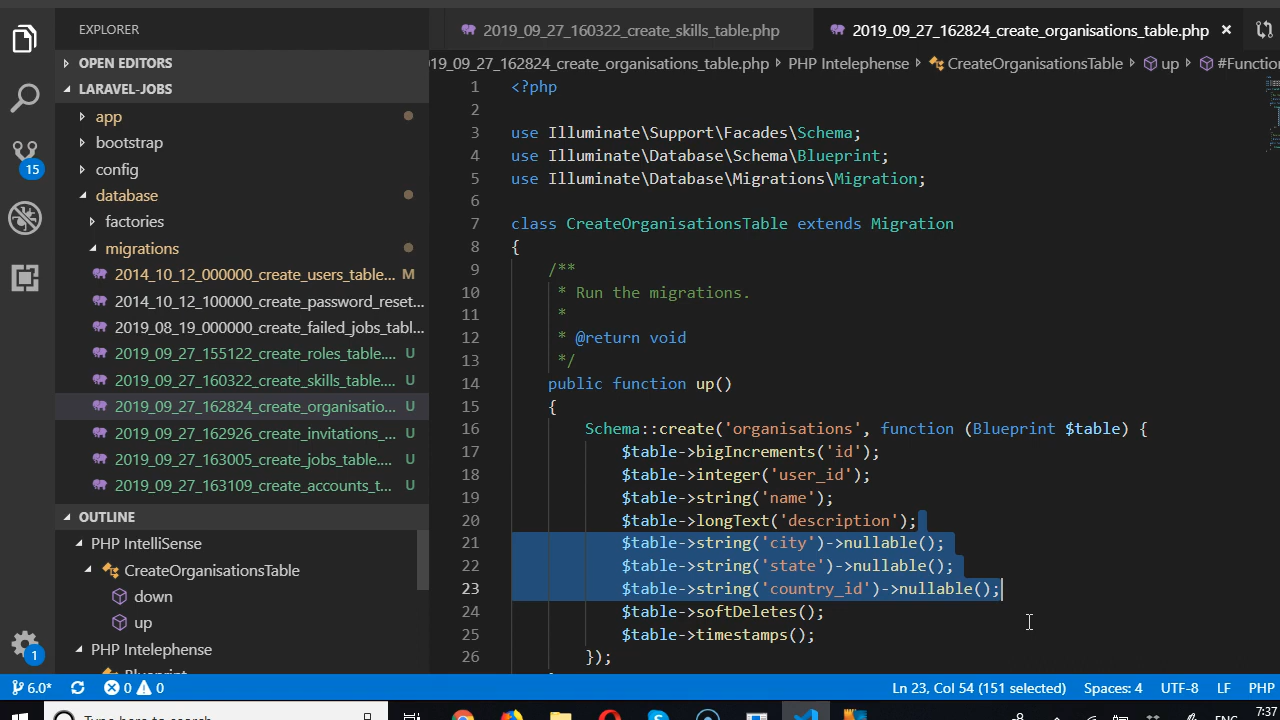 EXPLORER
OPEN EDITORS
LARAVEL-JOBS
app
bootstrap
config
database
factories
migrations
2014_10_12_000000_create_users_table... M
2014_10_12_100000_create_password_reset...
2019_08_19_000000_create_failed_jobs_tabl...
2019_09_27_155122_create_roles_table.... U
2019_09_27_160322_create_skills_table.... U
2019_09_27_162824_create_organisatio... U
2019_09_27_162926_create_invitations_... U
2019_09_27_163005_create_jobs_table.... U
2019_09_27_163109_create_accounts_t... U
OUTLINE
PHP IntelliSense
CreateOrganisationsTable
down
up
PHP Intelephense
Blueprint
15
1
2019_09_27_160322_create_skills_table.php
2019_09_27_162824_create_organisations_table.php ×
19_09_27_162824_create_organisations_table.php PHP Intelephense CreateOrganisationsTable up #Functio
1 <?php
2
3 use Illuminate\Support\Facades\Schema;
4 use Illuminate\Database\Schema\Blueprint;
5 use Illuminate\Database\Migrations\Migration;
6
7 class CreateOrganisationsTable extends Migration
8 {
9 /**
10 * Run the migrations.
11 *
12 * @return void
13 */
14 public function up()
15 {
16 Schema::create('organisations', function (Blueprint $table) {
17 $table->bigIncrements('id');
18 $table->integer('user_id');
19 $table->string('name');
20 $table->longText('description');
21 $table->string('city')->nullable();
22 $table->string('state')->nullable();
23 $table->string('country_id')->nullable();
24 $table->softDeletes();
25 $table->timestamps();
26 });
6.0* 0 0 Ln 23, Col 54 (151 selected) Spaces: 4 UTF-8 LF PHP
Type here to search ENG 7:37